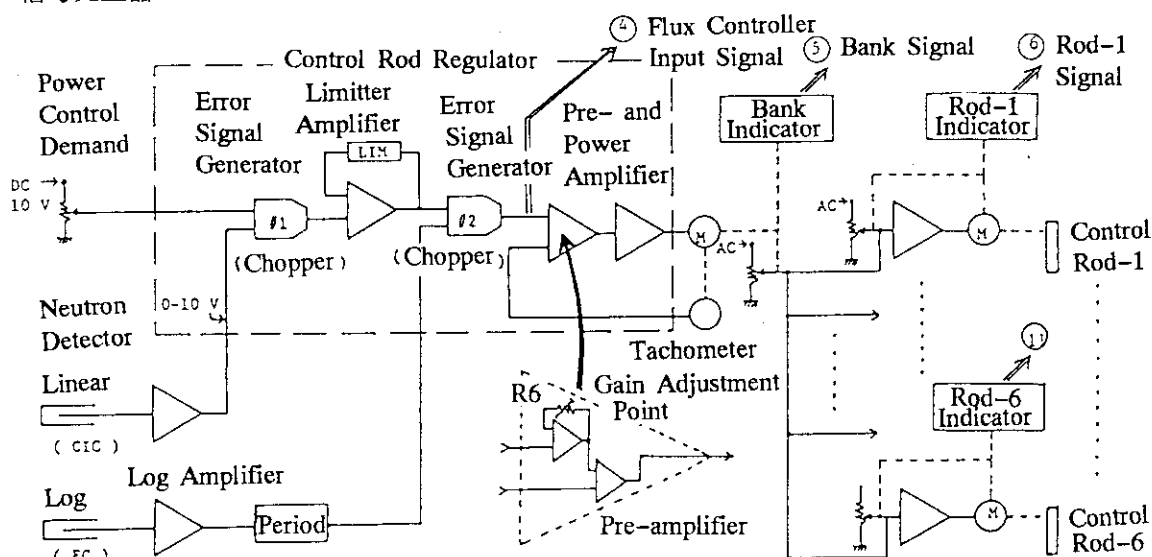 ④ Flux Controller
Input Signal
⑤ Bank Signal
⑥ Rod-1
Signal
Control Rod Regulator
Power
Control
Demand
Error
Signal
Generator
Limitter
Amplifier
LIM
Error
Signal
Generator
Pre- and
Power
Amplifier
Bank
Indicator
Rod-1
Indicator
DC
10 V
#1
(Chopper)
#2
(Chopper)
M
AC
AC
M
Control
Rod-1
Neutron
Detector
0-10 V
Tachometer
Linear
( CIC )
R6
Gain Adjustment
Point
⑪
Rod-6
Indicator
Log Amplifier
Log
( FC )
Period
Pre-amplifier
M
Control
Rod-6